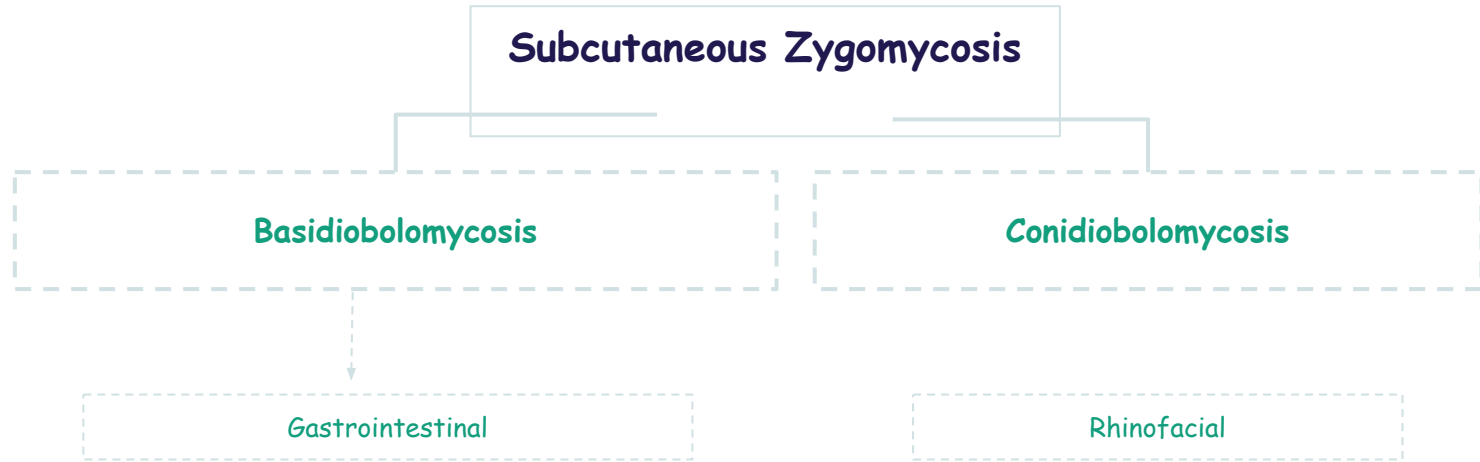 Subcutaneous Zygomycosis
Basidiobolomycosis
Conidiobolomycosis
Gastrointestinal
Rhinofacial